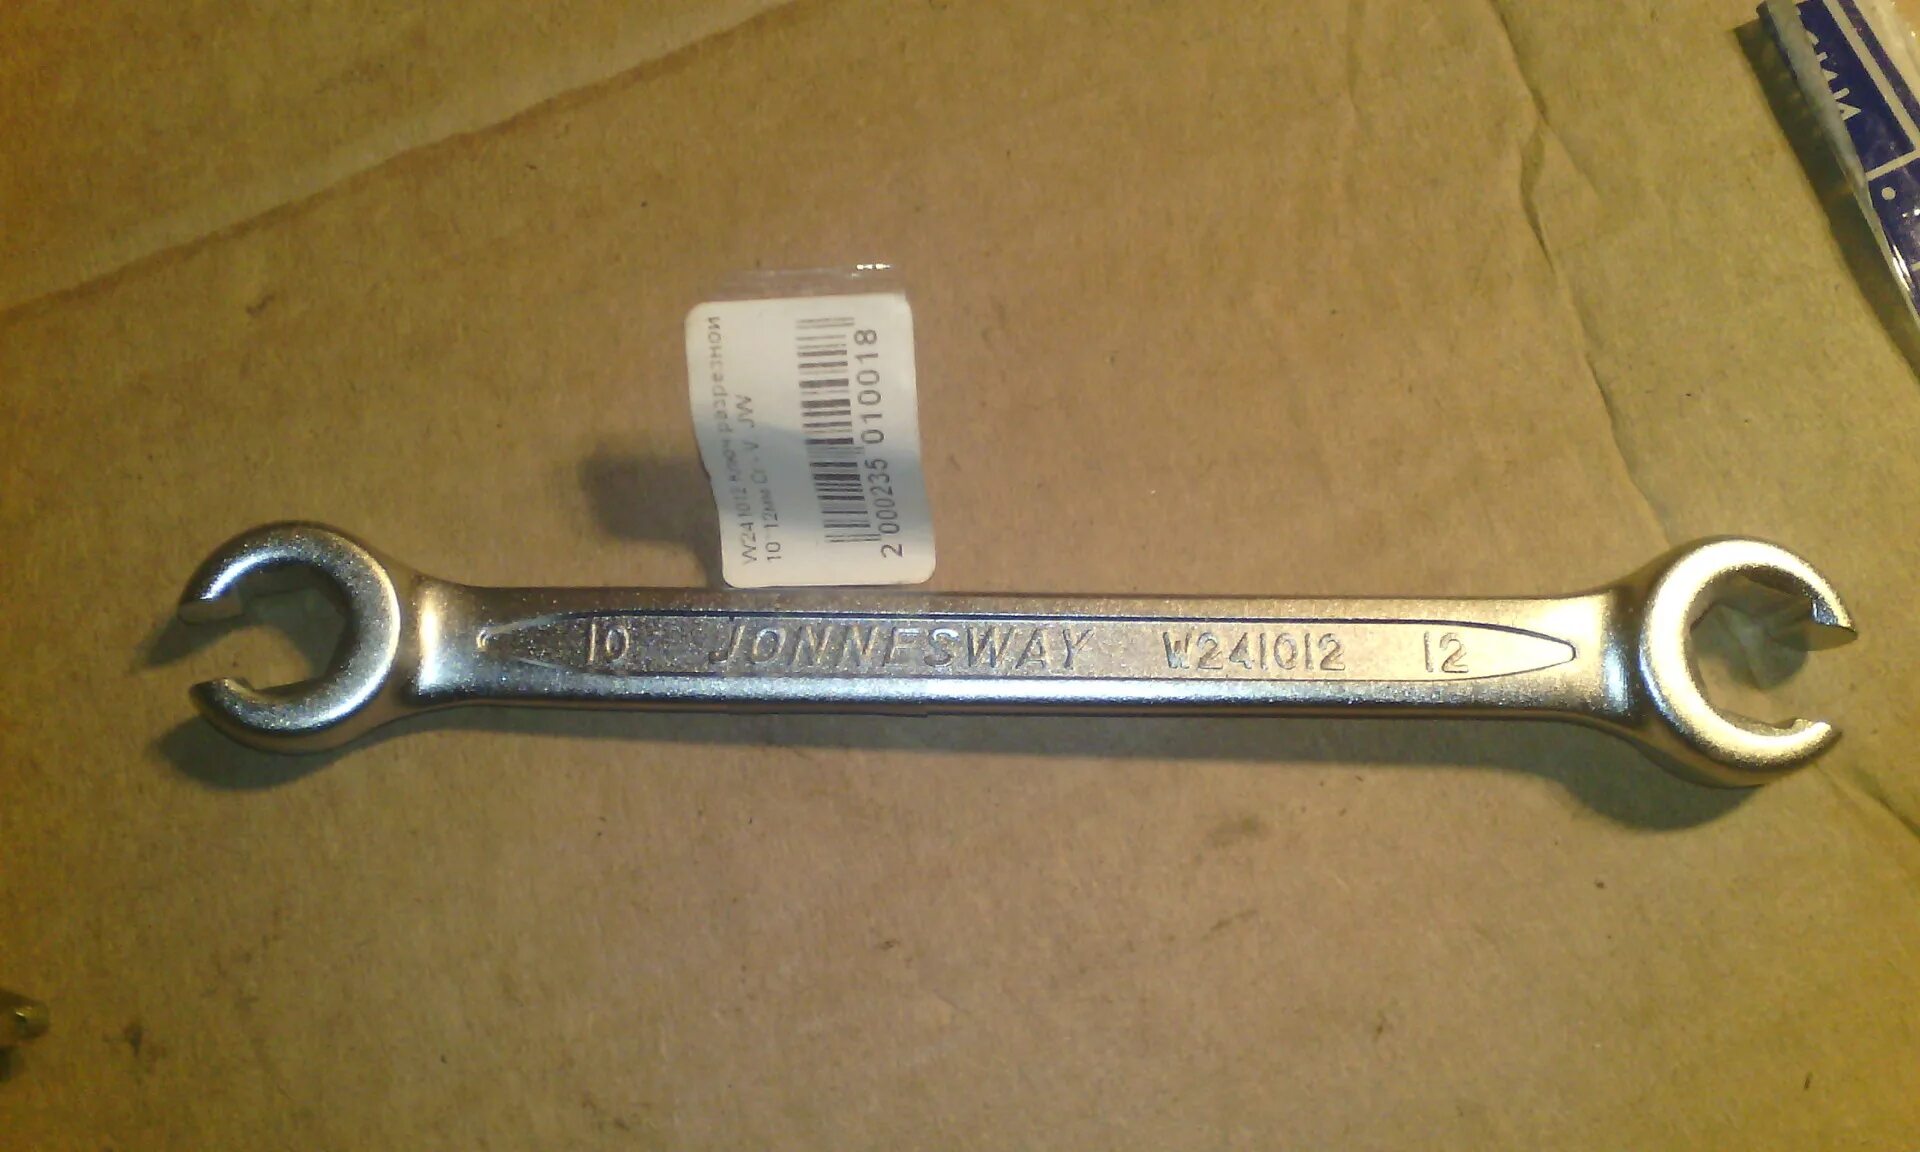 W241012 Ключ разрезной
10*12мм Cr - V JW
2 000235 010018
10 JONNESWAY W241012 12